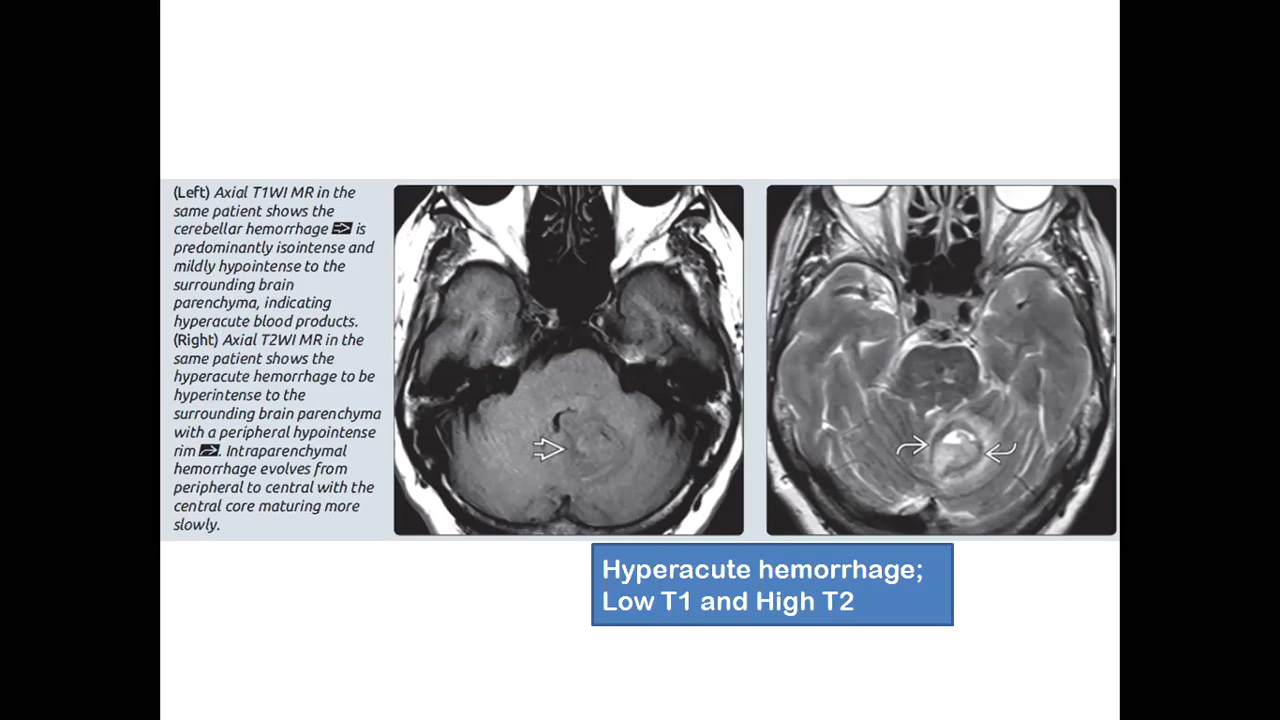 (Left) Axial T1WI MR in the
same patient shows the
cerebellar hemorrhage is
predominantly isointense and
mildly hypointense to the
surrounding brain
parenchyma, indicating
hyperacute blood products.
(Right) Axial T2WI MR in the
same patient shows the
hyperacute hemorrhage to be
hyperintense to the
surrounding brain parenchyma
with a peripheral hypointense
rim . Intraparenchymal
hemorrhage evolves from
peripheral to central with the
central core maturing more
slowly.
Hyperacute hemorrhage;
Low T1 and High T2